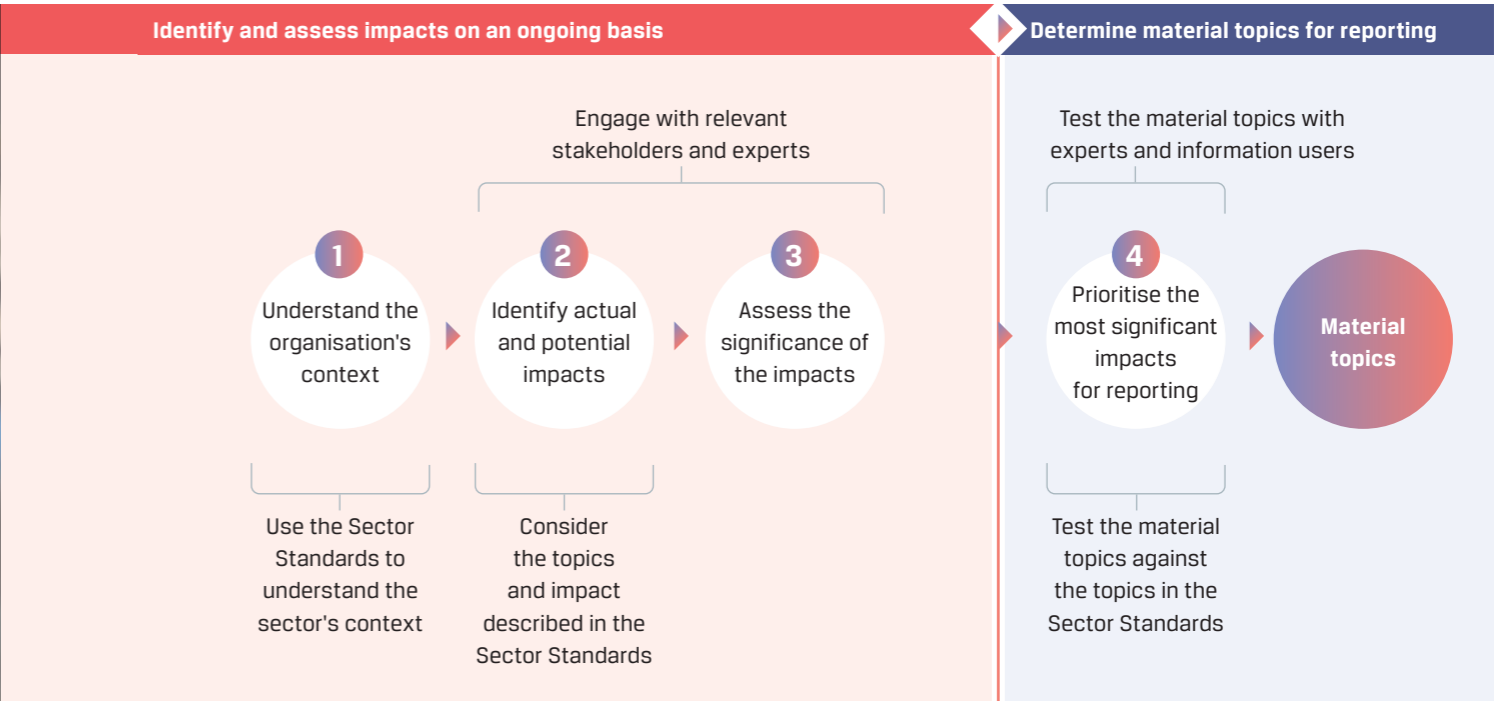 Identify and assess impacts on an ongoing basis
Determine material topics for reporting
Engage with relevant
stakeholders and experts
Test the material topics with
experts and information users
1
Understand the
organisation's
context
2
Identify actual
and potential
impacts
3
Assess the
significance of
the impacts
4
Prioritise the
most significant
impacts
for reporting
Material
topics
Use the Sector
Standards to
understand the
sector's context
Consider
the topics
and impact
described in the
Sector Standards
Test the material
topics against
the topics in the
Sector Standards